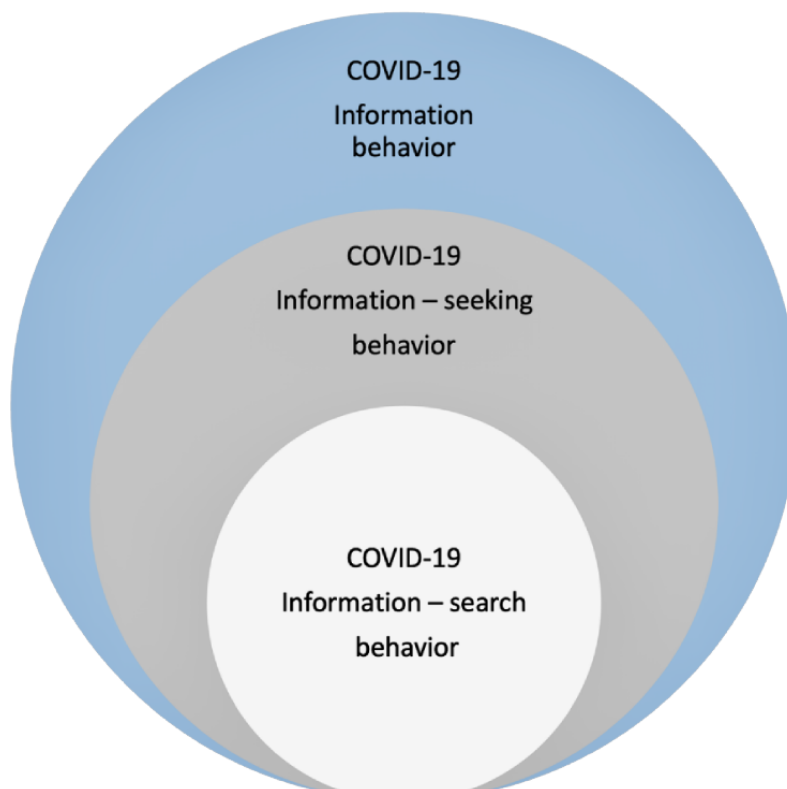 COVID-19
Information
behavior
COVID-19
Information – seeking
behavior
COVID-19
Information – search
behavior